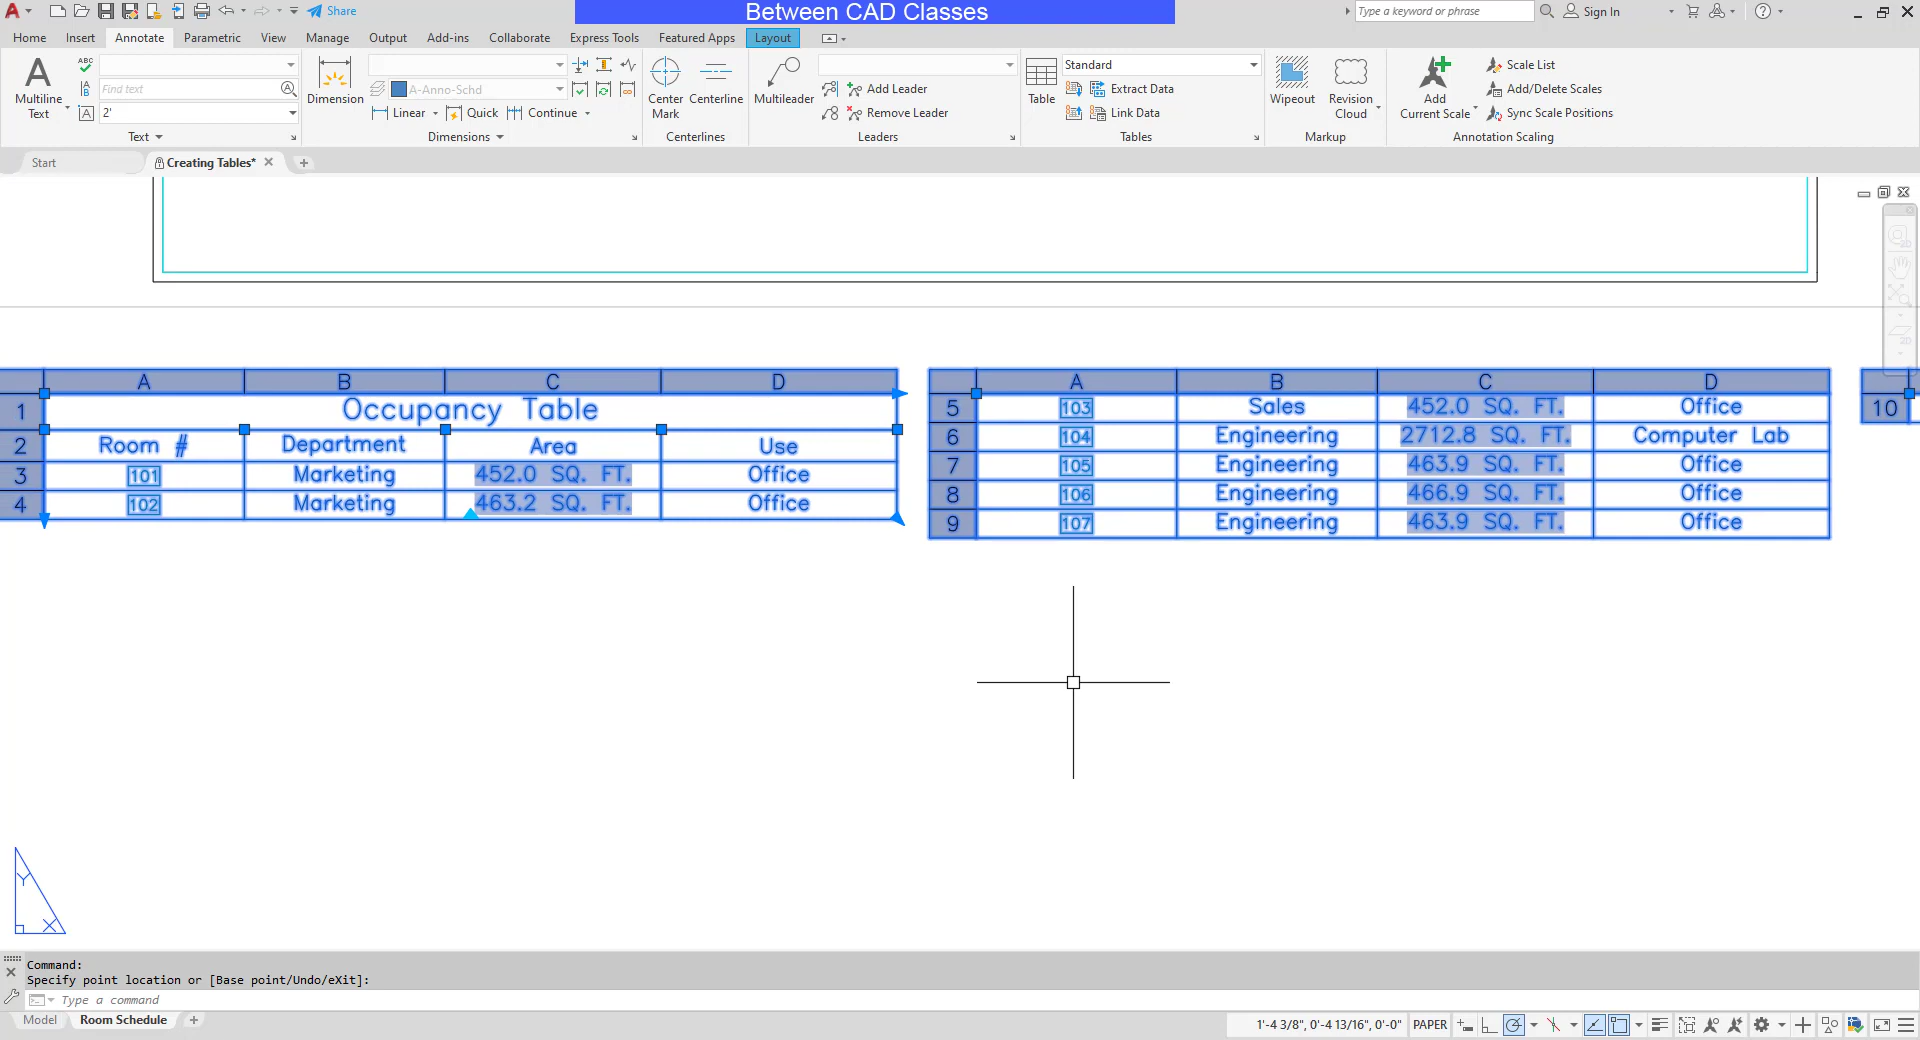 Share
Between CAD Classes
Type a keyword or phrase
Sign In
Home
Insert
Annotate
Parametric
View
Manage
Output
Add-ins
Collaborate
Express Tools
Featured Apps
Layout
Multiline
Text
ABC
Find text
2'
Text
Dimension
A-Anno-Schd
Linear
Quick
Continue
Dimensions
Center
Mark
Centerline
Centerlines
Multileader
Add Leader
Remove Leader
Leaders
Table
Standard
Extract Data
Link Data
Tables
Wipeout
Revision
Cloud
Markup
Add
Current Scale
Scale List
Add/Delete Scales
Sync Scale Positions
Annotation Scaling
Start
Creating Tables*
A B C D
1 Occupancy Table
2 Room # Department Area Use
3 101 Marketing 452.0 SQ. FT. Office
4 102 Marketing 463.2 SQ. FT. Office
A B C D
5 103 Sales 452.0 SQ. FT. Office
6 104 Engineering 2712.8 SQ. FT. Computer Lab
7 105 Engineering 463.9 SQ. FT. Office
8 106 Engineering 466.9 SQ. FT. Office
9 107 Engineering 463.9 SQ. FT. Office
10
Y
X
Command:
Specify point location or [Base point/Undo/eXit]:
Type a command
Model
Room Schedule
1'-4 3/8", 0'-4 13/16", 0'-0"
PAPER